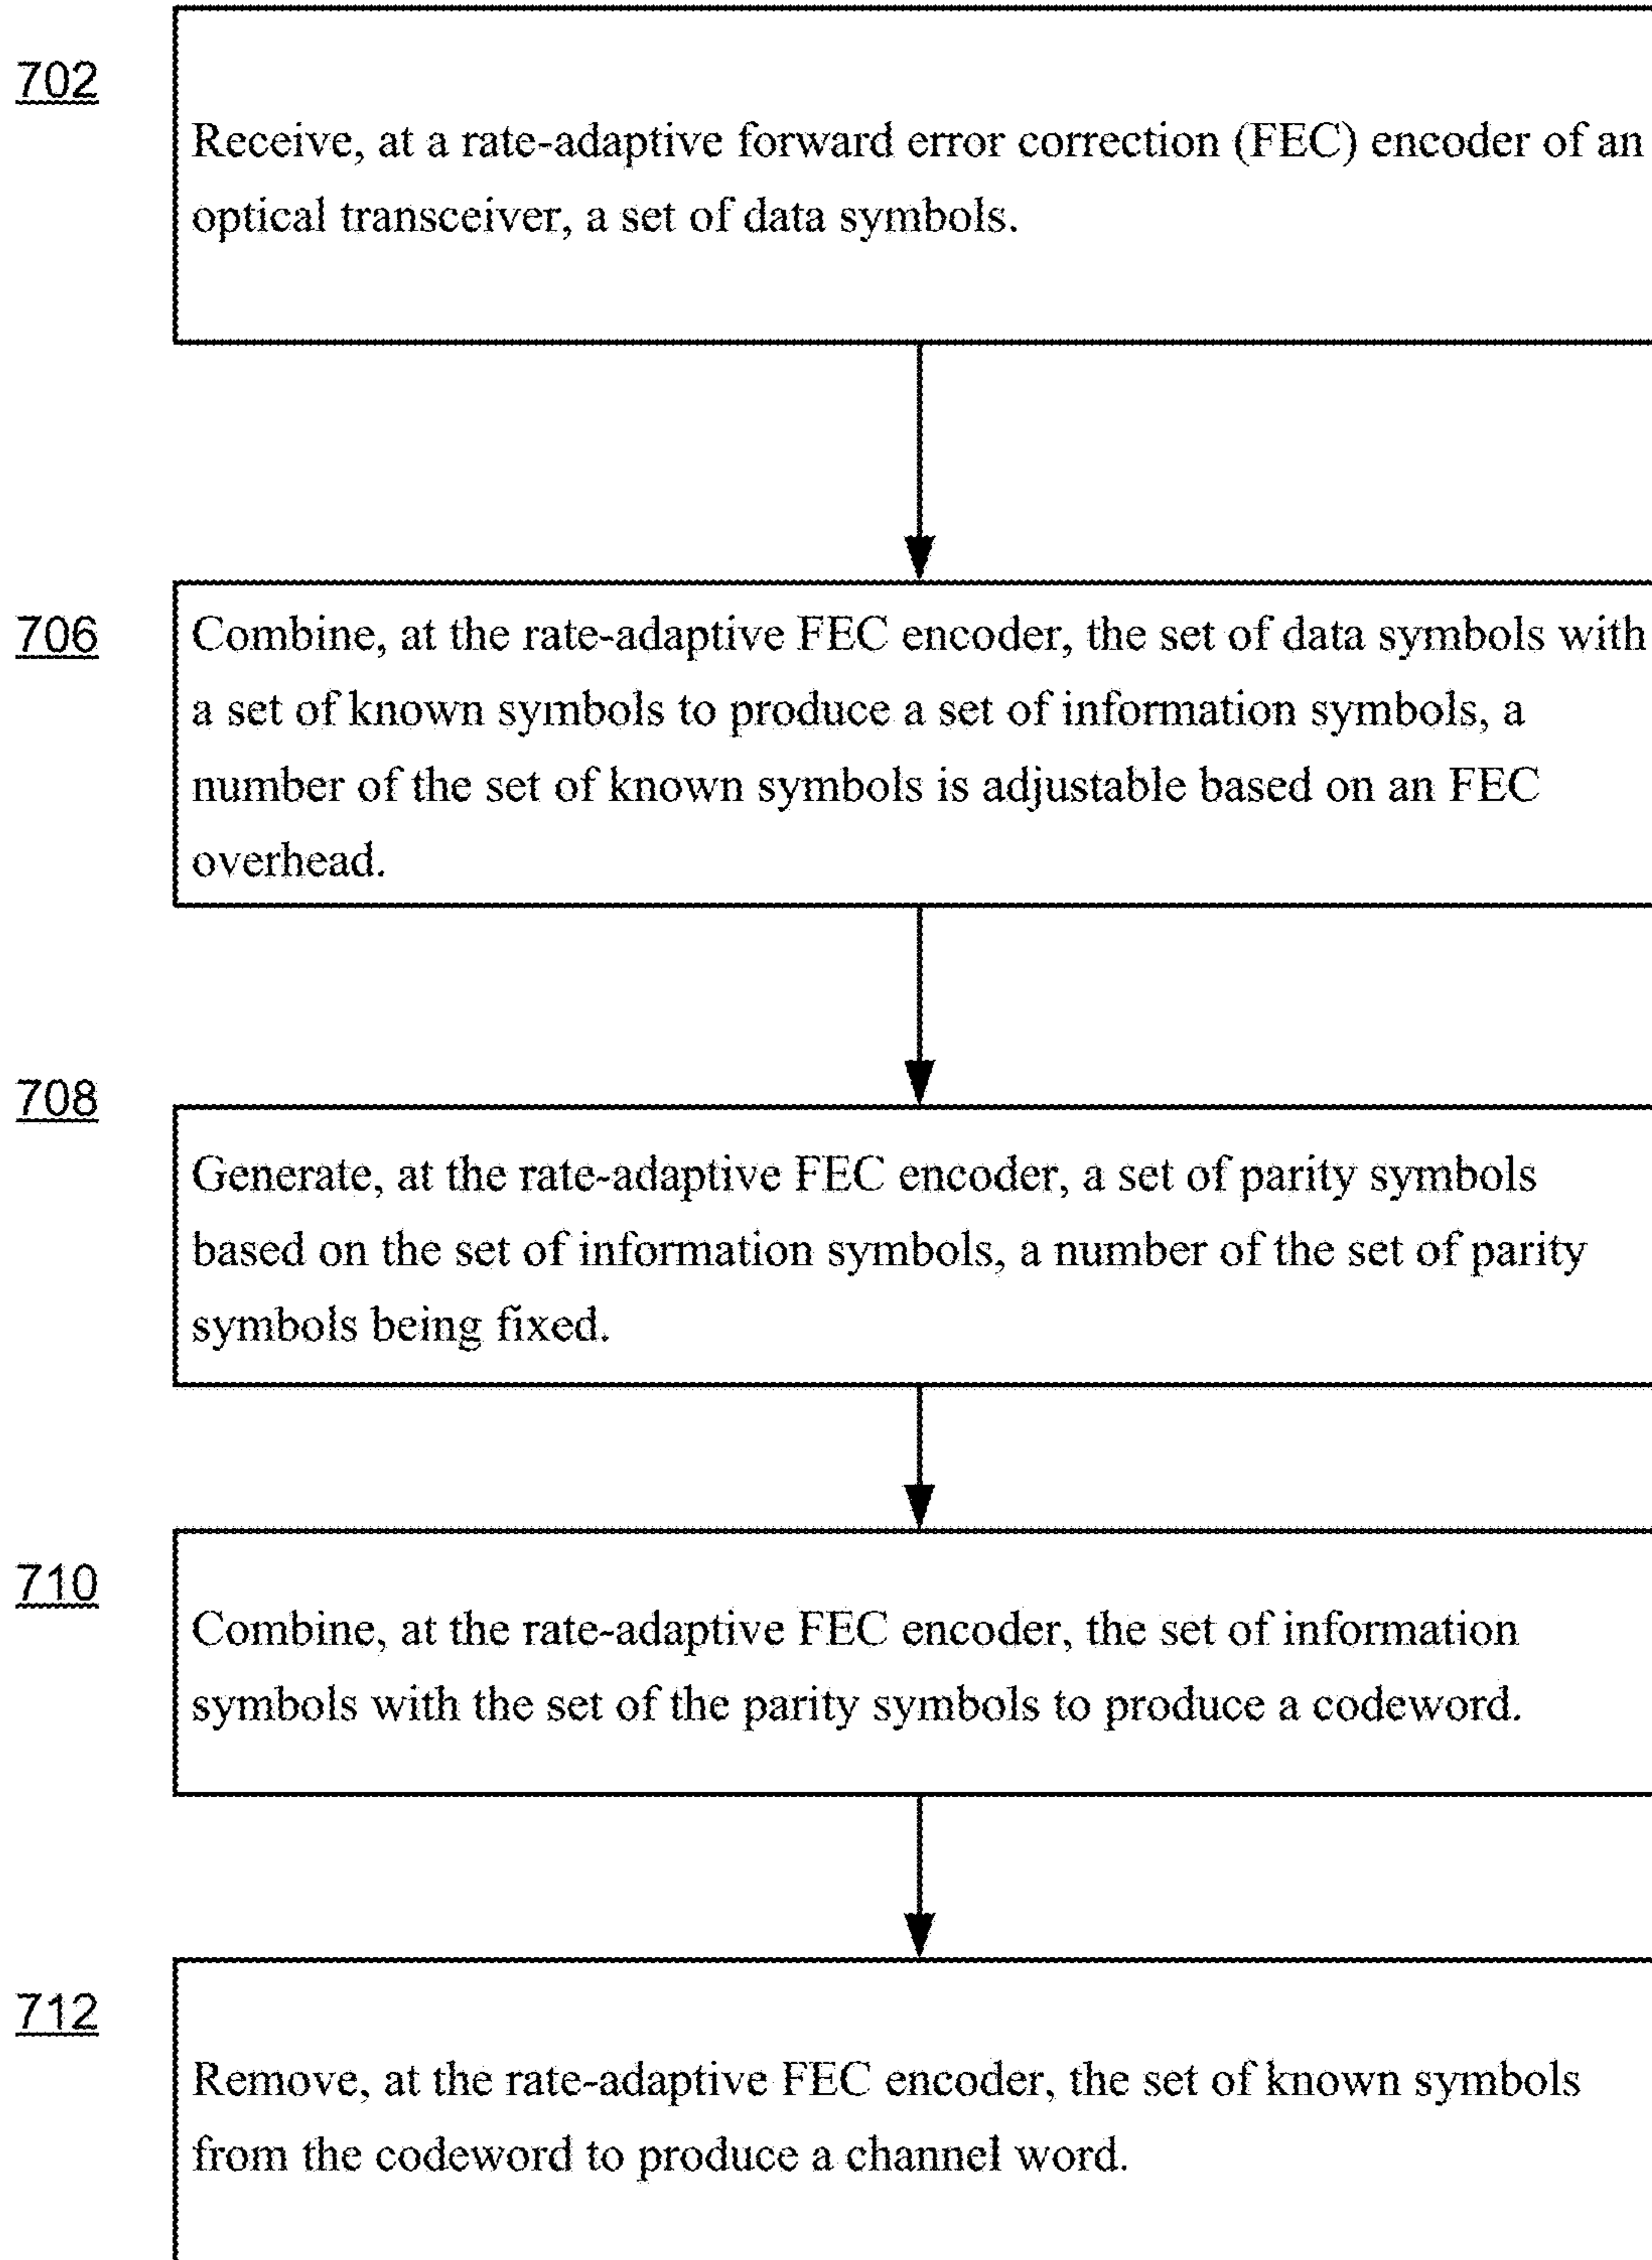 702
Receive, at a rate-adaptive forward error correction (FEC) encoder of an
optical transceiver, a set of data symbols.
706
Combine, at the rate-adaptive FEC encoder, the set of data symbols with
a set of known symbols to produce a set of information symbols, a
number of the set of known symbols is adjustable based on an FEC
overhead.
708
Generate, at the rate-adaptive FEC encoder, a set of parity symbols
based on the set of information symbols, a number of the set of parity
symbols being fixed.
710
Combine, at the rate-adaptive FEC encoder, the set of information
symbols with the set of the parity symbols to produce a codeword.
712
Remove, at the rate-adaptive FEC encoder, the set of known symbols
from the codeword to produce a channel word.